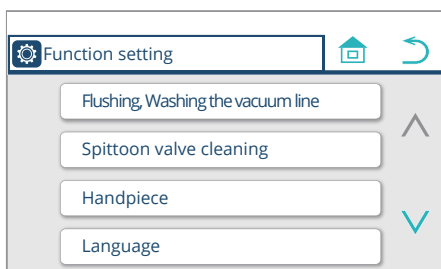 Function setting
Flushing, Washing the vacuum line
Spittoon valve cleaning
Handpiece
Language